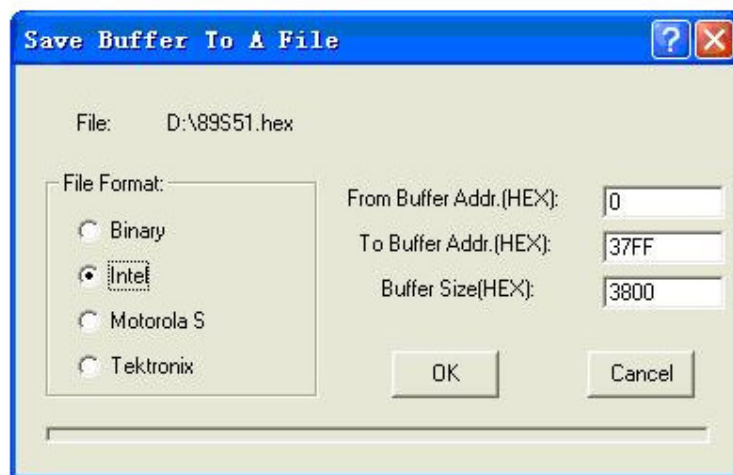 Save Buffer To A File
File: D:\89S51.hex
File Format:
Binary
Intel
Motorola S
Tektronix
From Buffer Addr.(HEX): 0
To Buffer Addr.(HEX): 37FF
Buffer Size(HEX): 3800
OK
Cancel